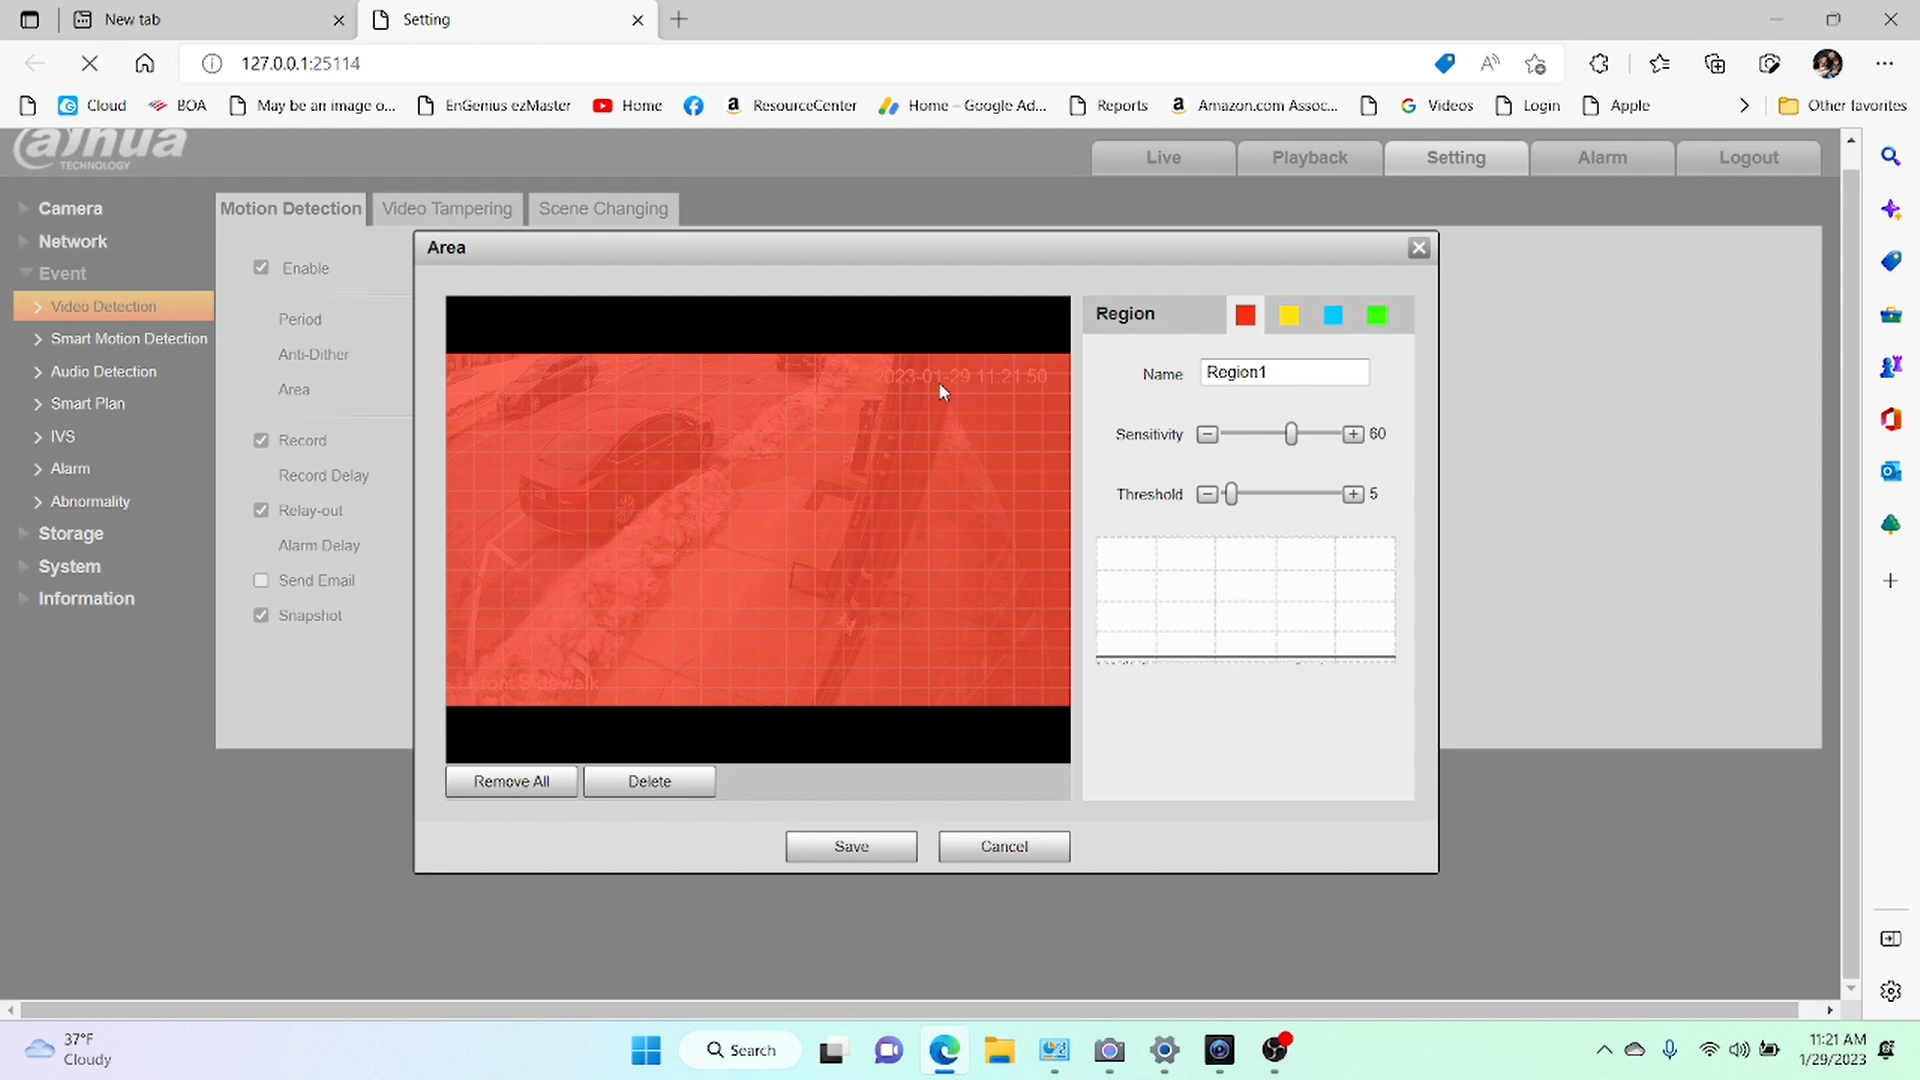 New tab
Setting
127.0.0.1:25114
Cloud
BOA
May be an image o...
EnGenius ezMaster
Home
ResourceCenter
Home – Google Ad...
Reports
Amazon.com Assoc...
Videos
Login
Apple
Other favorites
alhua
TECHNOLOGY
Live
Playback
Setting
Alarm
Logout
Camera
Network
Event
Video Detection
Smart Motion Detection
Audio Detection
Smart Plan
IVS
Alarm
Abnormality
Storage
System
Information
Motion Detection
Video Tampering
Scene Changing
Enable
Period
Anti-Dither
Area
Record
Record Delay
Relay-out
Alarm Delay
Send Email
Snapshot
Area
2023-01-29 11:21:50
Front Sidewalk
Remove All
Delete
Region
Name
Region1
Sensitivity
60
Threshold
5
Save
Cancel
37°F
Cloudy
Search
11:21 AM
1/29/2023